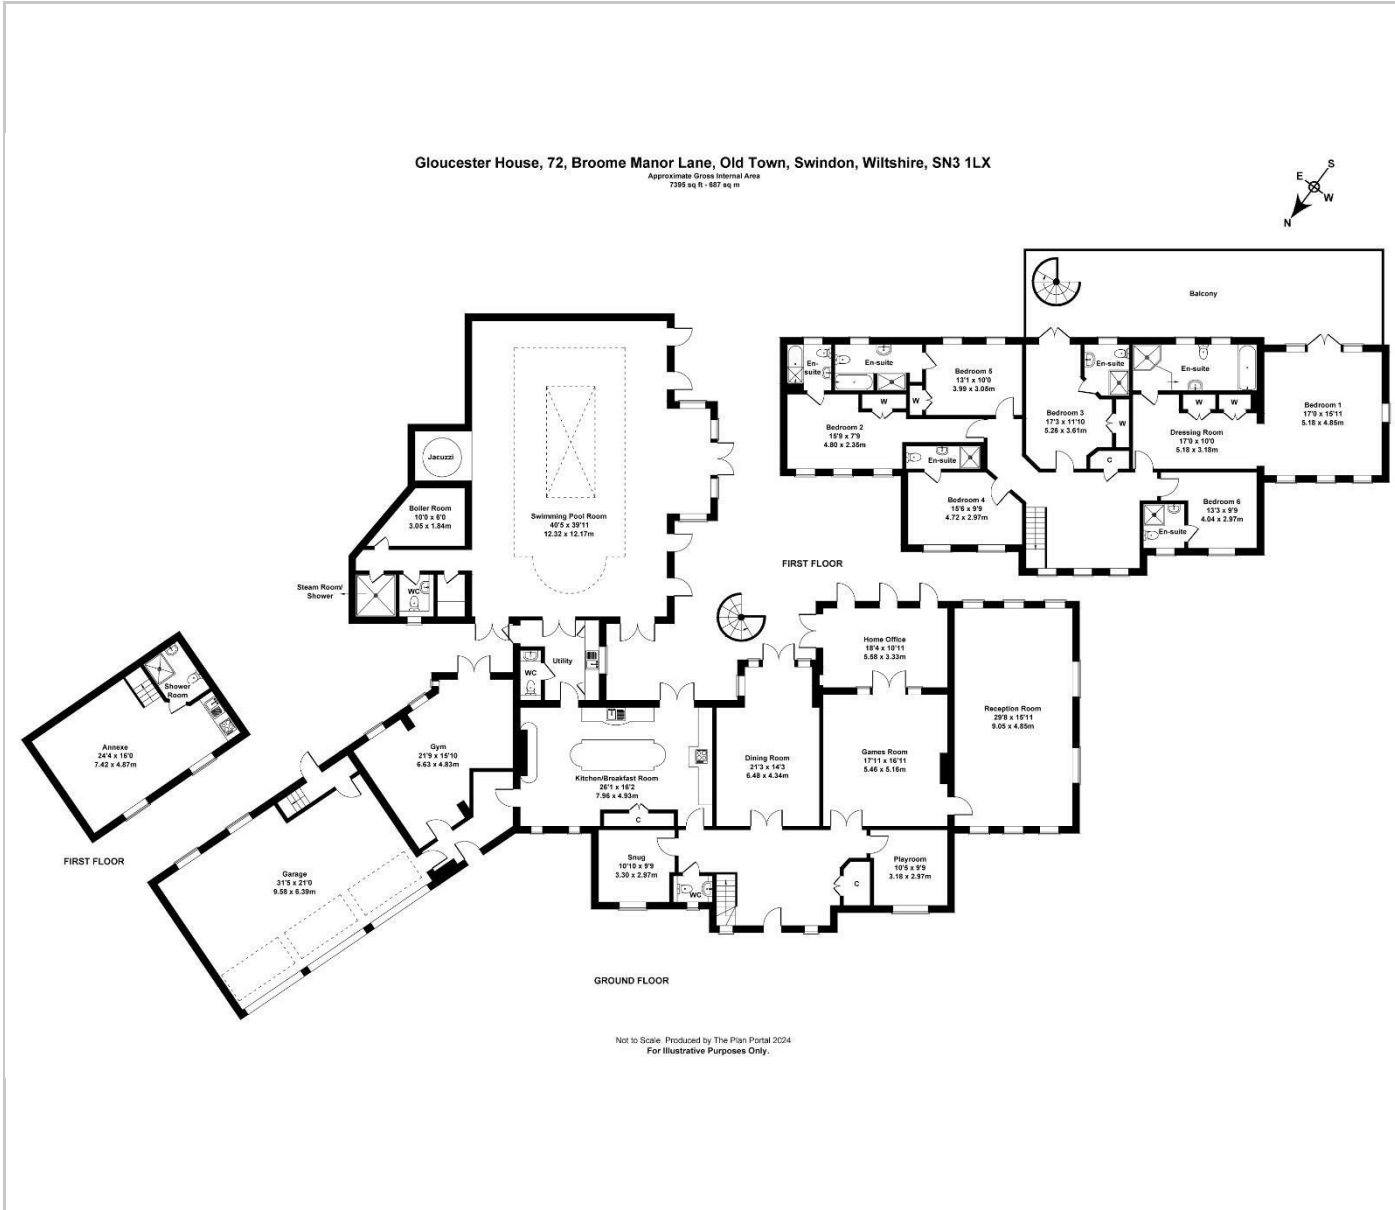 Gloucester House, 72, Broome Manor Lane, Old Town, Swindon, Wiltshire, SN3 1LX
Approximate Gross Internal Area
7395 sq ft - 687 sq m
S
E
W
N
Balcony
En-
suite
En-suite
Bedroom 5
13'1 x 10'0
3.99 x 3.05m
En-suite
En-suite
Bedroom 1
17'0 x 15'11
5.18 x 4.85m
W
W
Bedroom 2
15'9 x 7'9
4.80 x 2.35m
Bedroom 3
17'3 x 11'10
5.26 x 3.61m
W
W
W
Dressing Room
17'0 x 10'0
5.18 x 3.18m
C
En-suite
Bedroom 4
15'6 x 9'9
4.72 x 2.97m
Bedroom 6
13'3 x 9'9
4.04 x 2.97m
En-suite
FIRST FLOOR
Jacuzzi
Boiler Room
10'0 x 6'0
3.05 x 1.84m
Swimming Pool Room
40'5 x 39'11
12.32 x 12.17m
Steam Room/
Shower
WC
Utility
WC
Home Office
18'4 x 10'11
5.58 x 3.33m
Shower
Room
Annexe
24'4 x 16'0
7.42 x 4.87m
FIRST FLOOR
Gym
21'9 x 15'10
6.63 x 4.83m
Kitchen/Breakfast Room
26'1 x 16'2
7.96 x 4.93m
C
Dining Room
21'3 x 14'3
6.48 x 4.34m
Games Room
17'11 x 16'11
5.46 x 5.16m
Reception Room
29'8 x 15'11
9.05 x 4.85m
Garage
31'5 x 21'0
9.58 x 6.39m
Snug
10'10 x 9'9
3.30 x 2.97m
WC
C
Playroom
10'5 x 9'9
3.18 x 2.97m
GROUND FLOOR
Not to Scale. Produced by The Plan Portal 2024
For Illustrative Purposes Only.